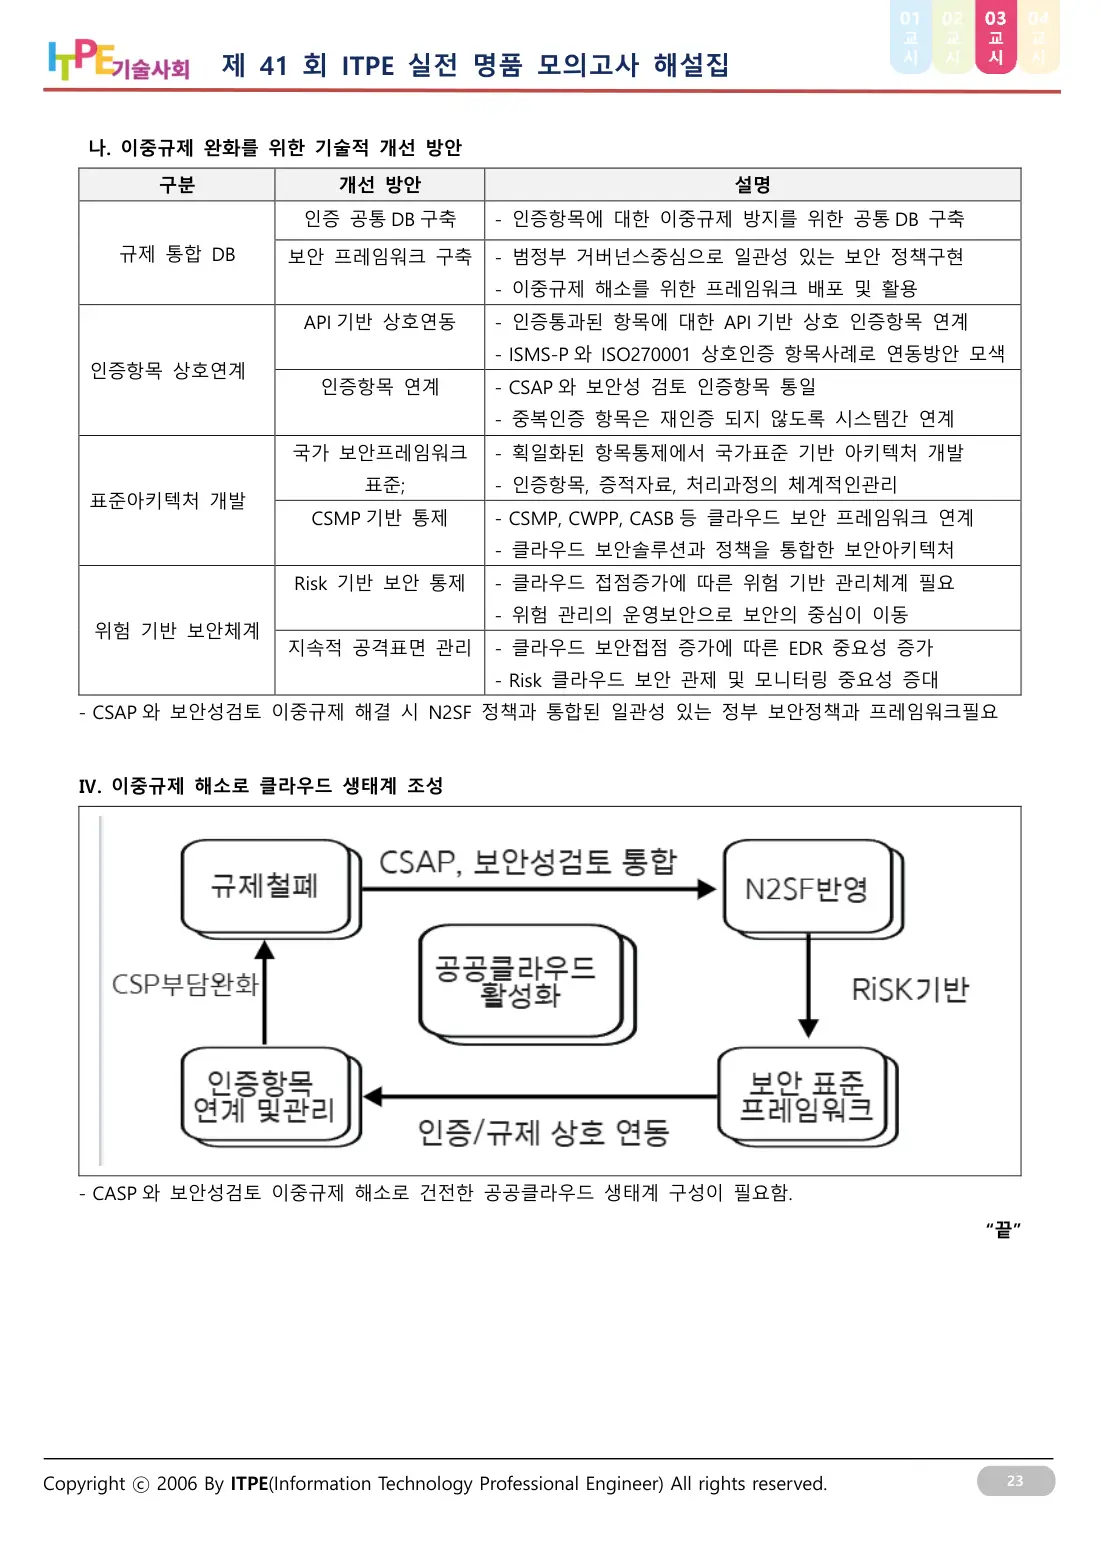 ITPE기술사회 제 41 회 ITPE 실전 명품 모의고사 해설집
01 교시 02 교시 03 교시 04 교시
나. 이중규제 완화를 위한 기술적 개선 방안
구분 개선 방안 설명
규제 통합 DB
인증 공통 DB 구축
- 인증항목에 대한 이중규제 방지를 위한 공통 DB 구축
보안 프레임워크 구축
- 범정부 거버넌스중심으로 일관성 있는 보안 정책구현
- 이중규제 해소를 위한 프레임워크 배포 및 활용
인증항목 상호연계
API 기반 상호연동
- 인증통과된 항목에 대한 API 기반 상호 인증항목 연계
- ISMS-P 와 ISO270001 상호인증 항목사례로 연동방안 모색
인증항목 연계
- CSAP 와 보안성 검토 인증항목 통일
- 중복인증 항목은 재인증 되지 않도록 시스템간 연계
표준아키텍처 개발
국가 보안프레임워크
표준;
- 획일화된 항목통제에서 국가표준 기반 아키텍처 개발
- 인증항목, 증적자료, 처리과정의 체계적인관리
CSMP 기반 통제
- CSMP, CWPP, CASB 등 클라우드 보안 프레임워크 연계
- 클라우드 보안솔루션과 정책을 통합한 보안아키텍처
위험 기반 보안체계
Risk 기반 보안 통제
- 클라우드 접점증가에 따른 위험 기반 관리체계 필요
- 위험 관리의 운영보안으로 보안의 중심이 이동
지속적 공격표면 관리
- 클라우드 보안접점 증가에 따른 EDR 중요성 증가
- Risk 클라우드 보안 관제 및 모니터링 중요성 증대
- CSAP 와 보안성검토 이중규제 해결 시 N2SF 정책과 통합된 일관성 있는 정부 보안정책과 프레임워크필요
IV. 이중규제 해소로 클라우드 생태계 조성
규제철폐
CSAP, 보안성검토 통합
N2SF반영
공공클라우드
활성화
CSP부담완화
RiSK기반
인증항목
연계 및관리
보안 표준
프레임워크
인증/규제 상호 연동
- CASP 와 보안성검토 이중규제 해소로 건전한 공공클라우드 생태계 구성이 필요함.
“끝”
Copyright ⓒ 2006 By ITPE(Information Technology Professional Engineer) All rights reserved.
23